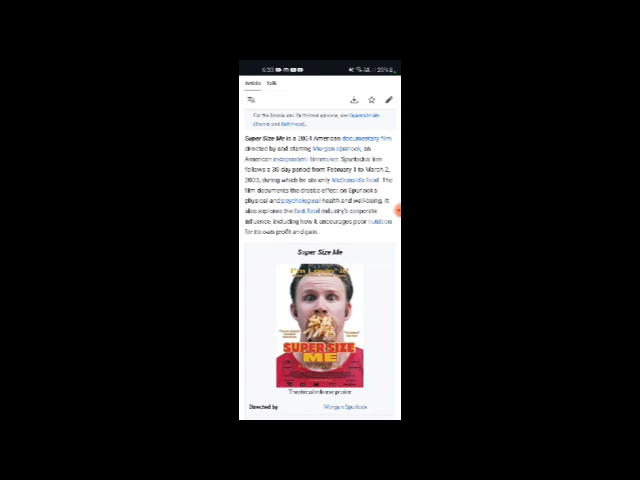 6:33
Article Talk
Super Size Me is a 2004 American documentary film
directed by and starring Morgan Spurlock, an
American independent filmmaker. Spurlock's film
follows a 30-day period from February 1 to March 2,
2003, during which he ate only McDonald's food. The
film documents the drastic effect on Spurlock's
physical and psychological health and well-being. It
also explores the fast food industry's corporate
influence, including how it encourages poor nutrition
for its own profit and gain.
Super Size Me
I'm Lovin' it!
SUPER SIZE
ME
Theatrical release poster
Directed by Morgan Spurlock